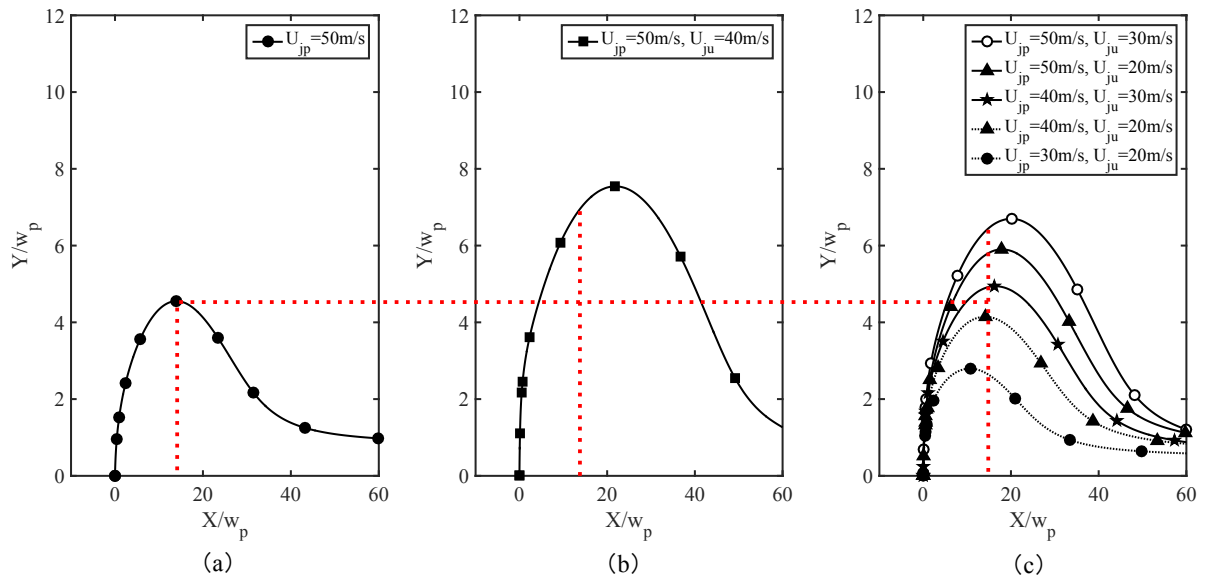 12
10
8
6
4
2
0
Y/w_p
0
20
40
60
X/w_p
U_jp=50m/s
(a)
12
10
8
6
4
2
0
Y/w_p
0
20
40
60
X/w_p
U_jp=50m/s, U_ju=40m/s
(b)
12
10
8
6
4
2
0
Y/w_p
0
20
40
60
X/w_p
U_jp=50m/s, U_ju=30m/s
U_jp=50m/s, U_ju=20m/s
U_jp=40m/s, U_ju=30m/s
U_jp=40m/s, U_ju=20m/s
U_jp=30m/s, U_ju=20m/s
(c)